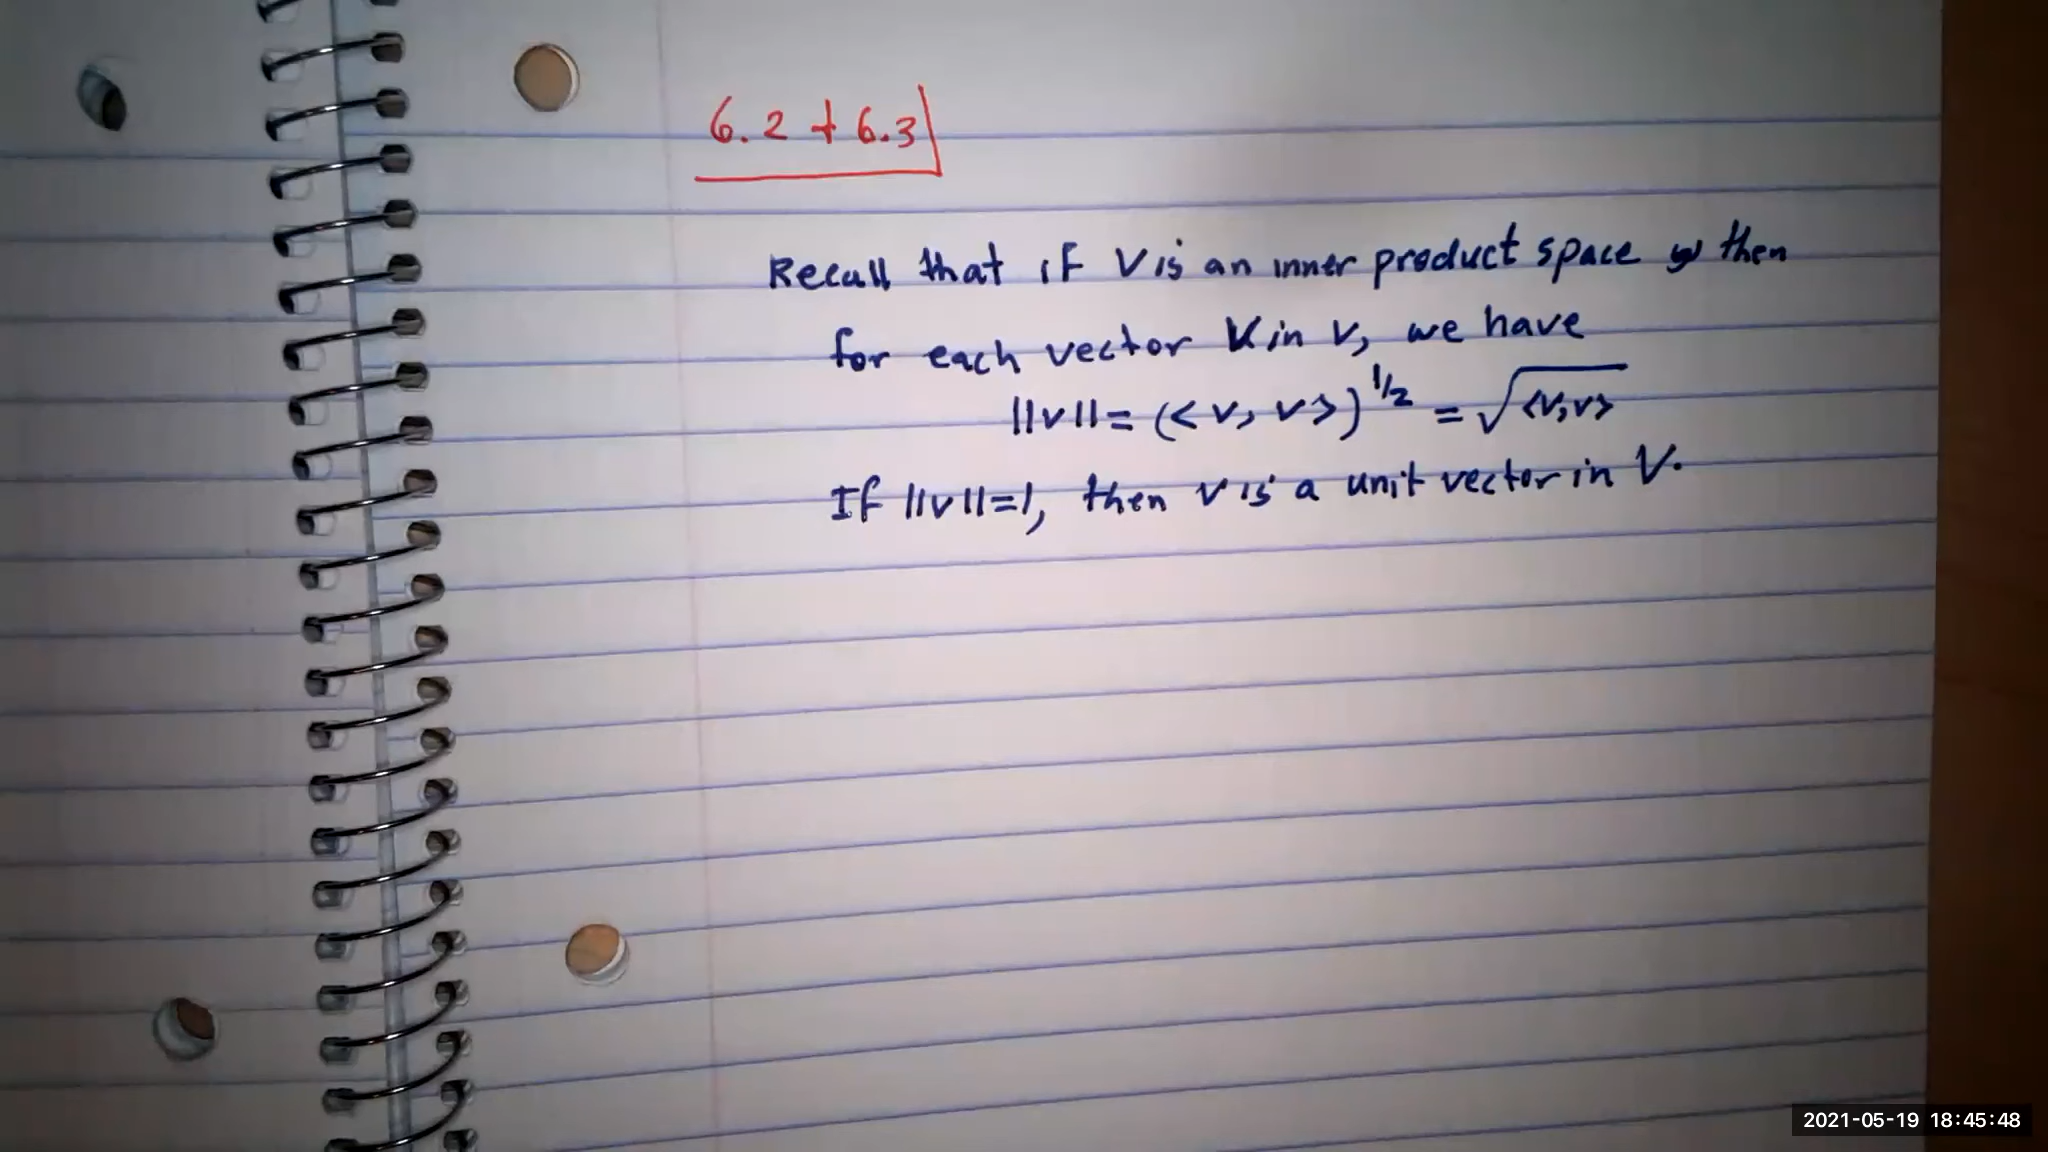 6.2 + 6.3
Recall that if V is an inner product space then
for each vector V in V, we have
||v|| = (<v, v>)^1/2 = √<v,v>
If ||v||=1, then v is a unit vector in V.
2021-05-19 18:45:48